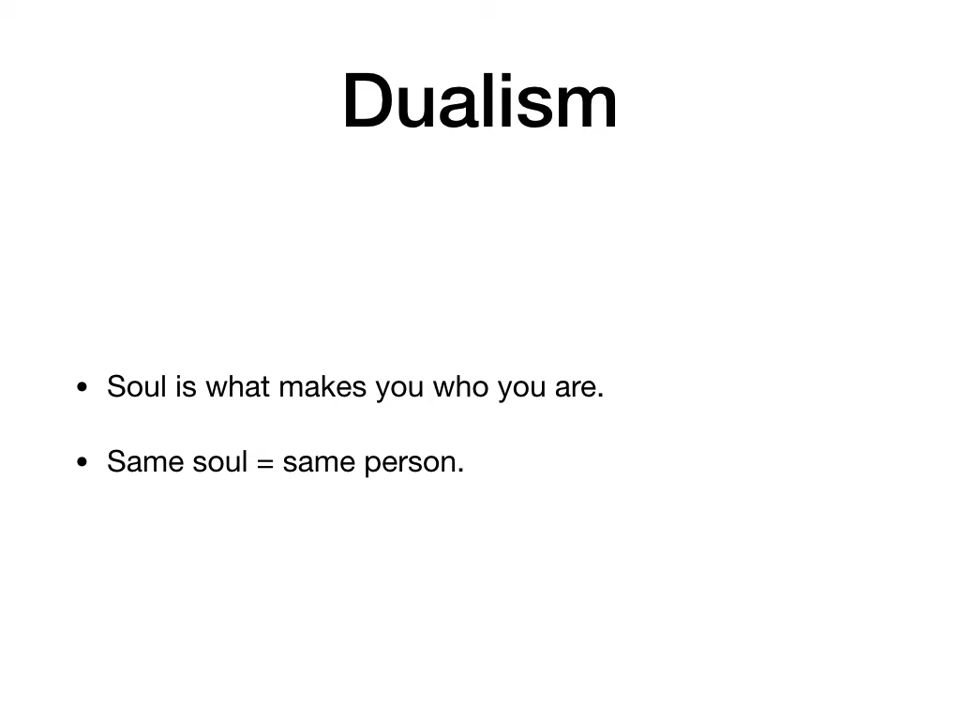 Dualism
• Soul is what makes you who you are.
• Same soul = same person.